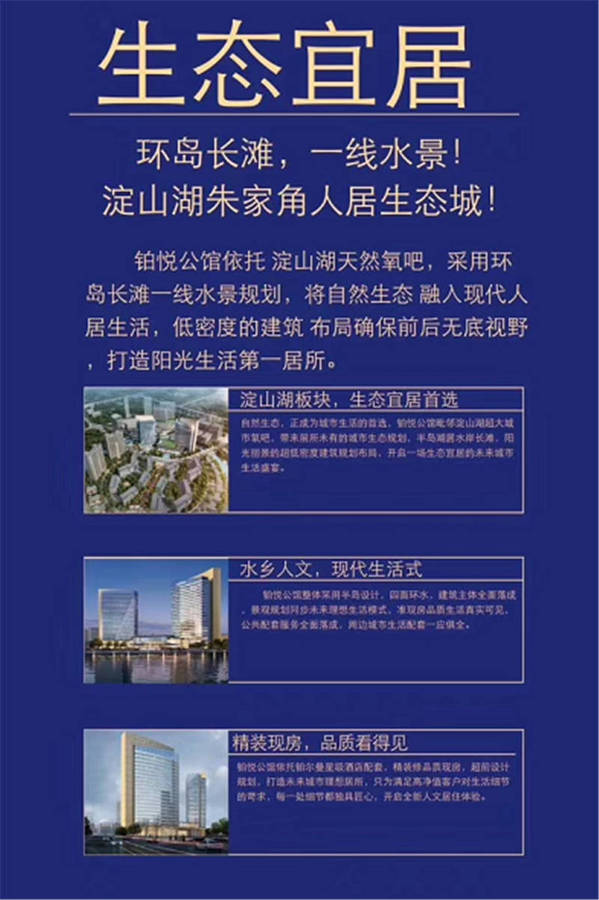 生态宜居
环岛长滩，一线水景！
淀山湖朱家角人居生态城！
铂悦公馆依托 淀山湖天然氧吧，采用环
岛长滩一线水景规划，将自然生态 融入现代人
居生活，低密度的建筑 布局确保前后无底视野
，打造阳光生活第一居所。
淀山湖板块，生态宜居首选
自然生态，正成为城市生活的首选，铂悦公馆毗邻淀山湖超大城
市氧吧，带来前所未有的城市生态规划，半岛湖居水岸长滩，阳
光丽景的超低密度建筑规划布局，开启一场生态宜居的未来城市
生活盛宴。
水乡人文，现代生活式
铂悦公馆整体采用半岛设计，四面环水，建筑主体全面落成
，景观规划同步未来理想生活模式，准现房品质生活真实可见，
公共配套服务全面落成，周边城市生活配套一应俱全。
精装现房，品质看得见
铂悦公馆依托铂尔曼星级酒店配套，精装修品质现房，超前设计
规划，打造未来城市理想居所，只为满足高净值客户对生活细节
的苛求，每一处细节都独具匠心，开启全新人文居住体验。